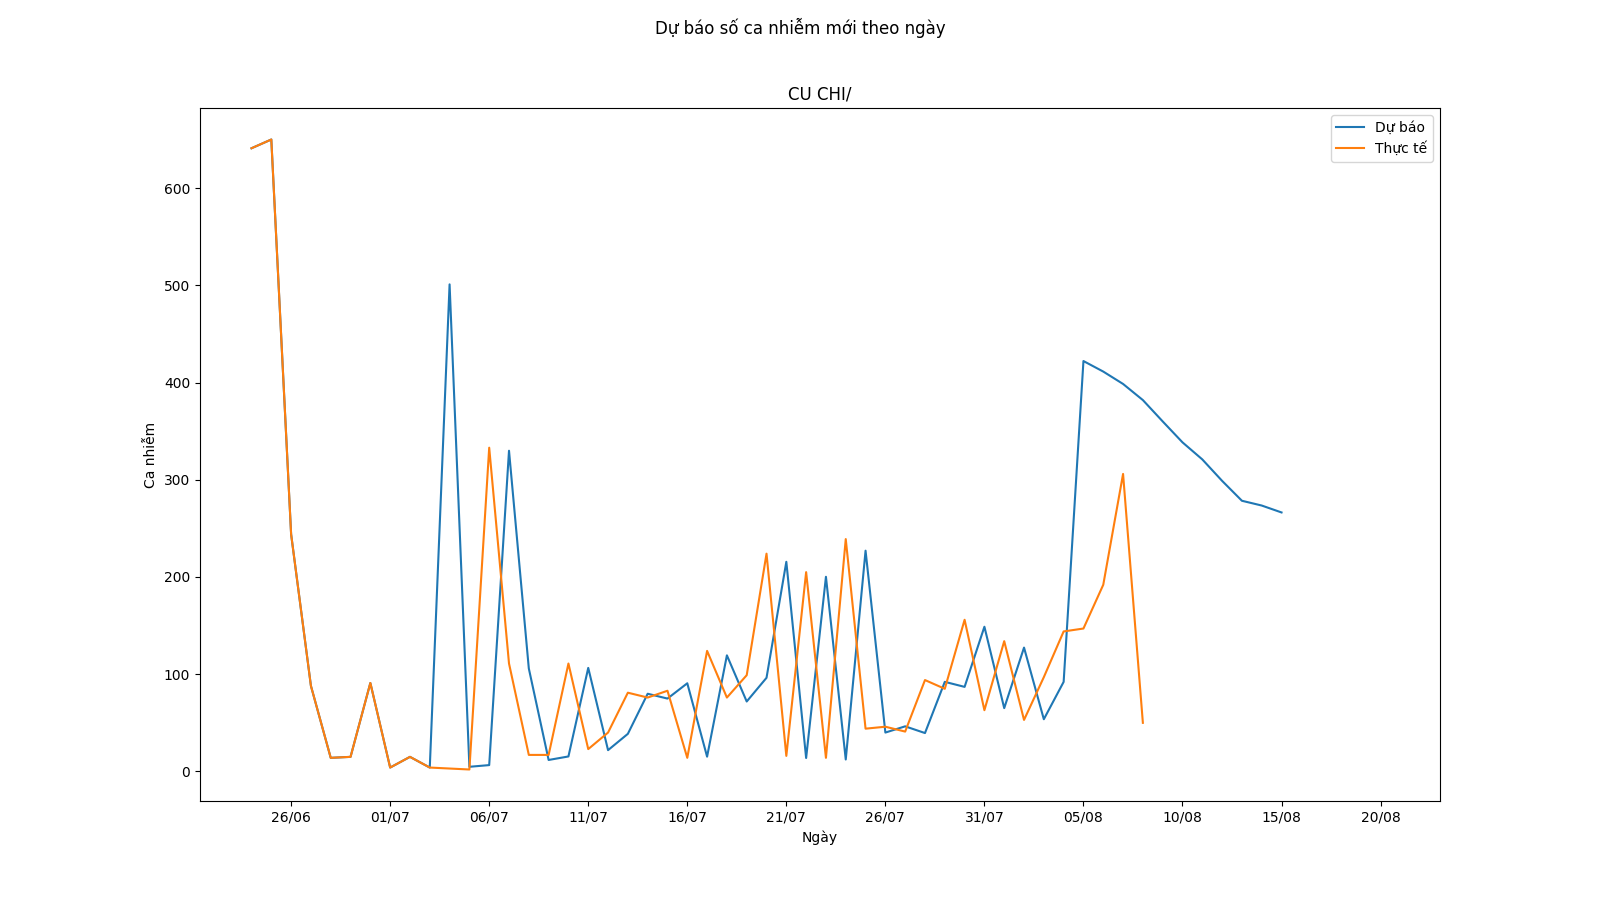 Dự báo số ca nhiễm mới theo ngày
CU CHI/
Dự báo
Thực tế
600
500
400
300
200
100
0
Ca nhiễm
26/06 01/07 06/07 11/07 16/07 21/07 26/07 31/07 05/08 10/08 15/08 20/08
Ngày